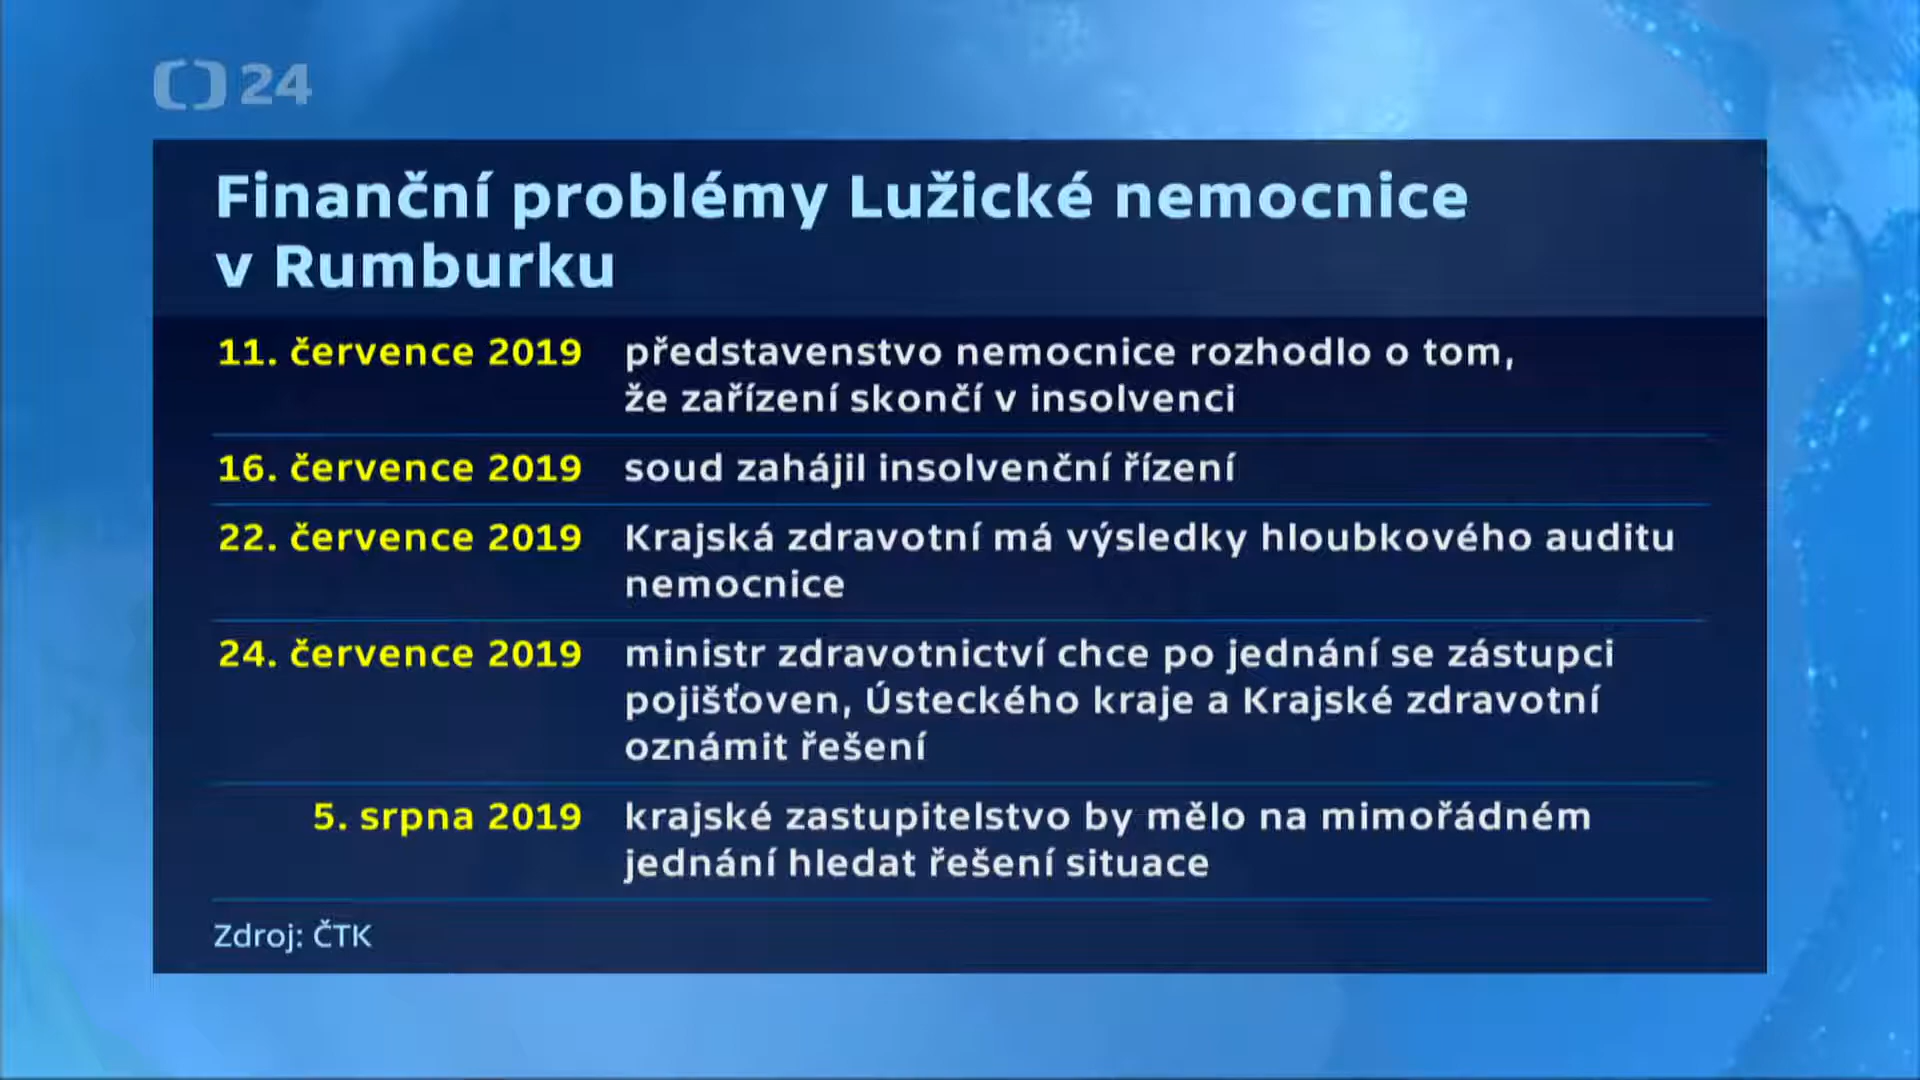 24
Finanční problémy Lužické nemocnice
v Rumburku
11. července 2019 představenstvo nemocnice rozhodlo o tom,
že zařízení skončí v insolvenci
16. července 2019 soud zahájil insolvenční řízení
22. července 2019 Krajská zdravotní má výsledky hloubkového auditu
nemocnice
24. července 2019 ministr zdravotnictví chce po jednání se zástupci
pojišťoven, Ústeckého kraje a Krajské zdravotní
oznámit řešení
5. srpna 2019 krajské zastupitelstvo by mělo na mimořádném
jednání hledat řešení situace
Zdroj: ČTK